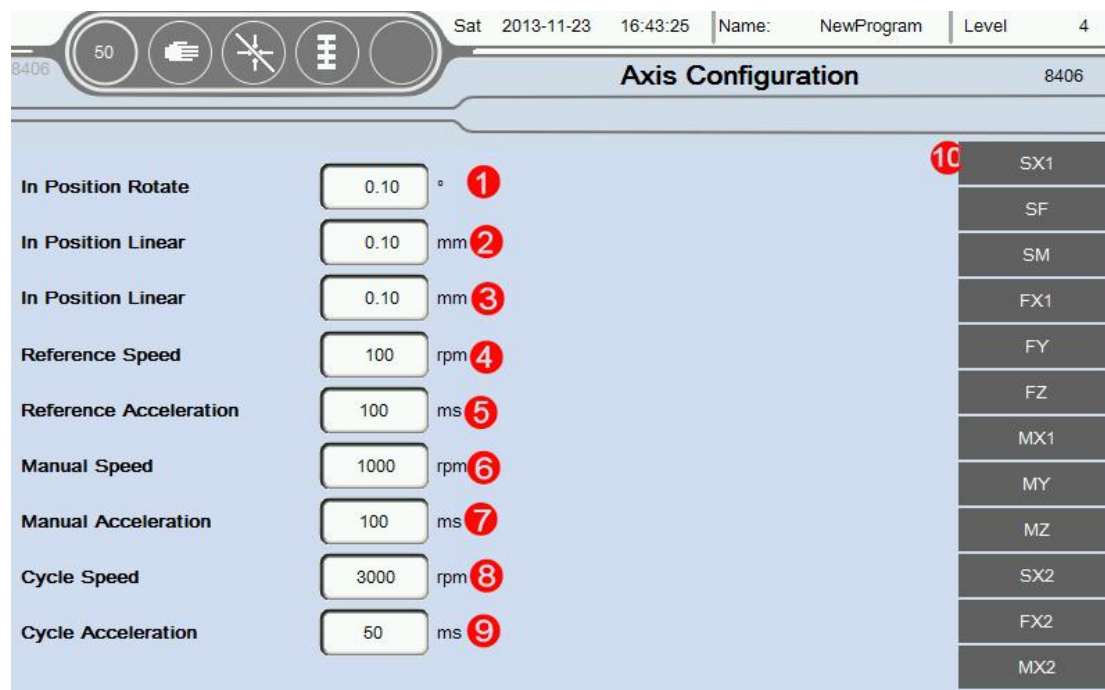 Sat 2013-11-23 16:43:25 Name: NewProgram Level 4
50
8406 Axis Configuration 8406
10 SX1
In Position Rotate 0.10 ° 1
SF
In Position Linear 0.10 mm 2
SM
In Position Linear 0.10 mm 3
FX1
Reference Speed 100 rpm 4
FY
FZ
Reference Acceleration 100 ms 5
MX1
Manual Speed 1000 rpm 6
MY
Manual Acceleration 100 ms 7
MZ
Cycle Speed 3000 rpm 8
SX2
Cycle Acceleration 50 ms 9
FX2
MX2